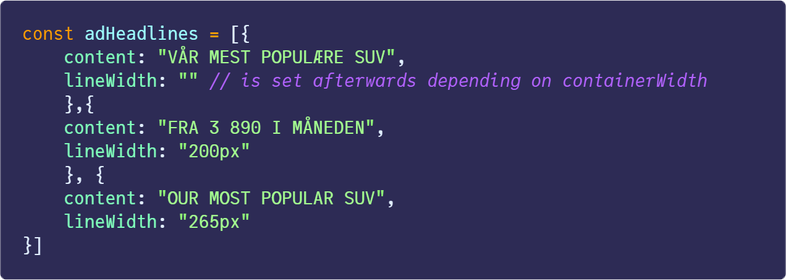 const adHeadlines = [{
    content: "VÅR MEST POPULÆRE SUV",
    lineWidth: "" // is set afterwards depending on containerWidth
    },{
    content: "FRA 3 890 I MÅNEDEN",
    lineWidth: "200px"
    }, {
    content: "OUR MOST POPULAR SUV",
    lineWidth: "265px"
}]